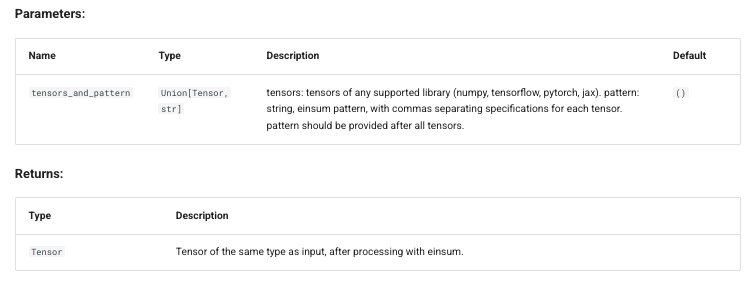 Parameters:
Name Type Description Default
tensors_and_pattern Union[Tensor, tensors: tensors of any supported library (numpy, tensorflow, pytorch, jax). pattern: ()
str] string, einsum pattern, with commas separating specifications for each tensor.
pattern should be provided after all tensors.
Returns:
Type Description
Tensor Tensor of the same type as input, after processing with einsum.